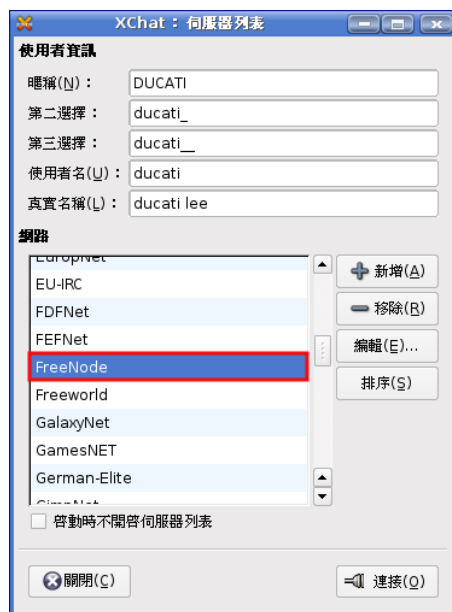 XChat：伺服器列表
使用者資訊
暱稱(N)： DUCATI
第二選擇： ducati_
第三選擇： ducati__
使用者名(U)： ducati
真實名稱(L)： ducati lee
網路
EuropNet
EU-IRC
FDFNet
FEFNet
FreeNode
Freeworld
GalaxyNet
GamesNET
German-Elite
GimpNet
新增(A)
移除(R)
編輯(E)...
排序(S)
啓動時不開啓伺服器列表
關閉(C)
連接(O)